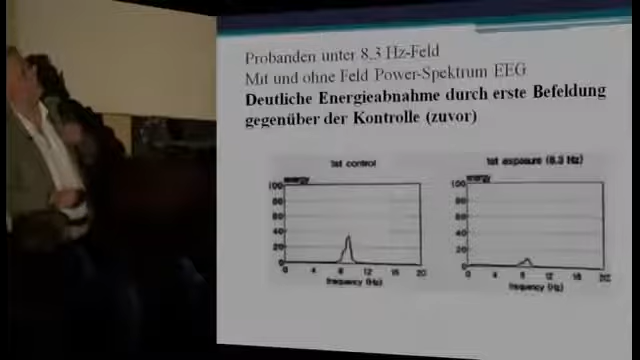 Probanden unter 8.3 Hz-Feld
Mit und ohne Feld Power-Spektrum EEG
Deutliche Energieabnahme durch erste Befeldung
gegenüber der Kontrolle (zuvor)
1st control
energy
100
80
60
40
20
0
0 4 8 12 16 20
frequency (Hz)
1st exposure (8.3 Hz)
energy
100
80
60
40
20
0
0 4 8 12 16 20
frequency (Hz)